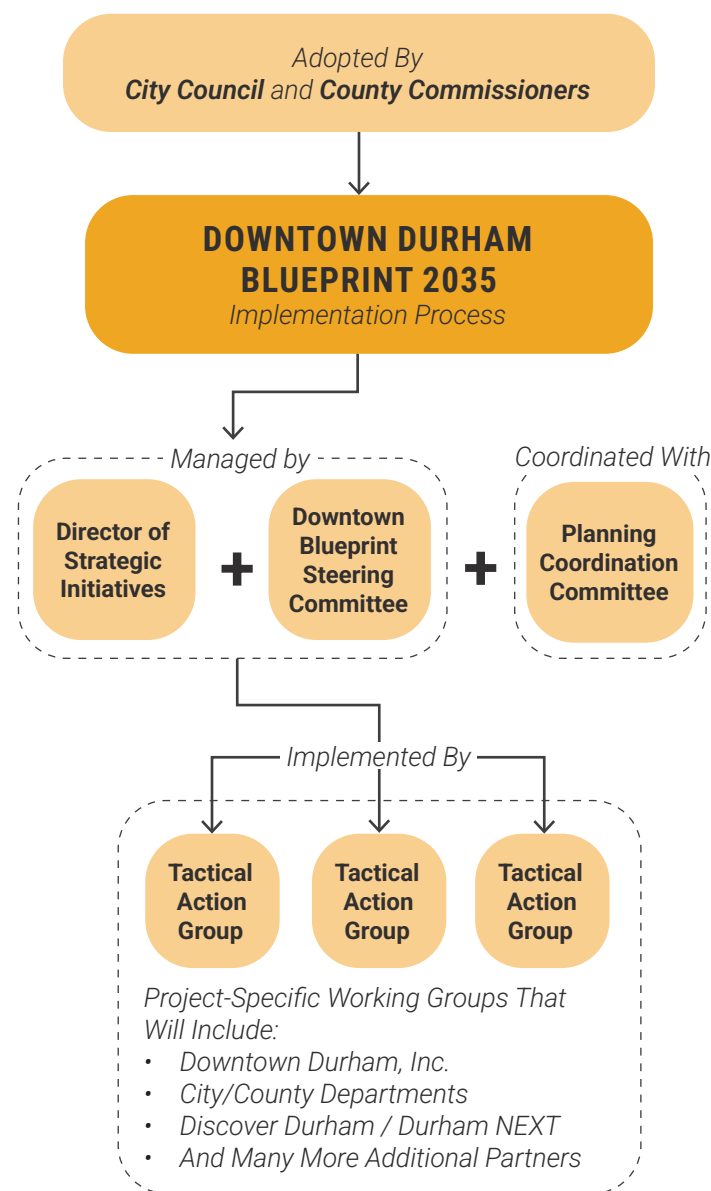 Adopted By
City Council and County Commissioners
DOWNTOWN DURHAM
BLUEPRINT 2035
Implementation Process
Managed by
Coordinated With
Director of
Strategic
Initiatives
+
Downtown
Blueprint
Steering
Committee
+
Planning
Coordination
Committee
Implemented By
Tactical
Action
Group
Tactical
Action
Group
Tactical
Action
Group
Project-Specific Working Groups That
Will Include:
• Downtown Durham, Inc.
• City/County Departments
• Discover Durham / Durham NEXT
• And Many More Additional Partners